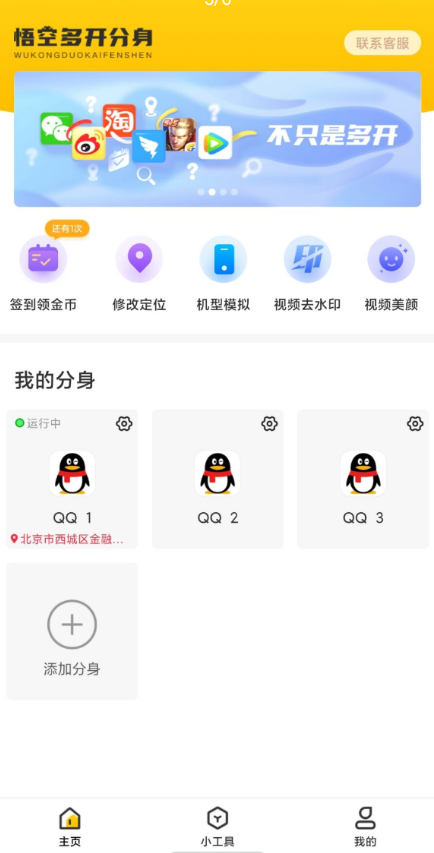 悟空多开分身
WUKONGDUOKAIFENSHEN
联系客服
不只是多开
还有1次
签到领金币
修改定位
机型模拟
视频去水印
视频美颜
我的分身
运行中
QQ 1
北京市西城区金融...
QQ 2
QQ 3
添加分身
主页
小工具
我的